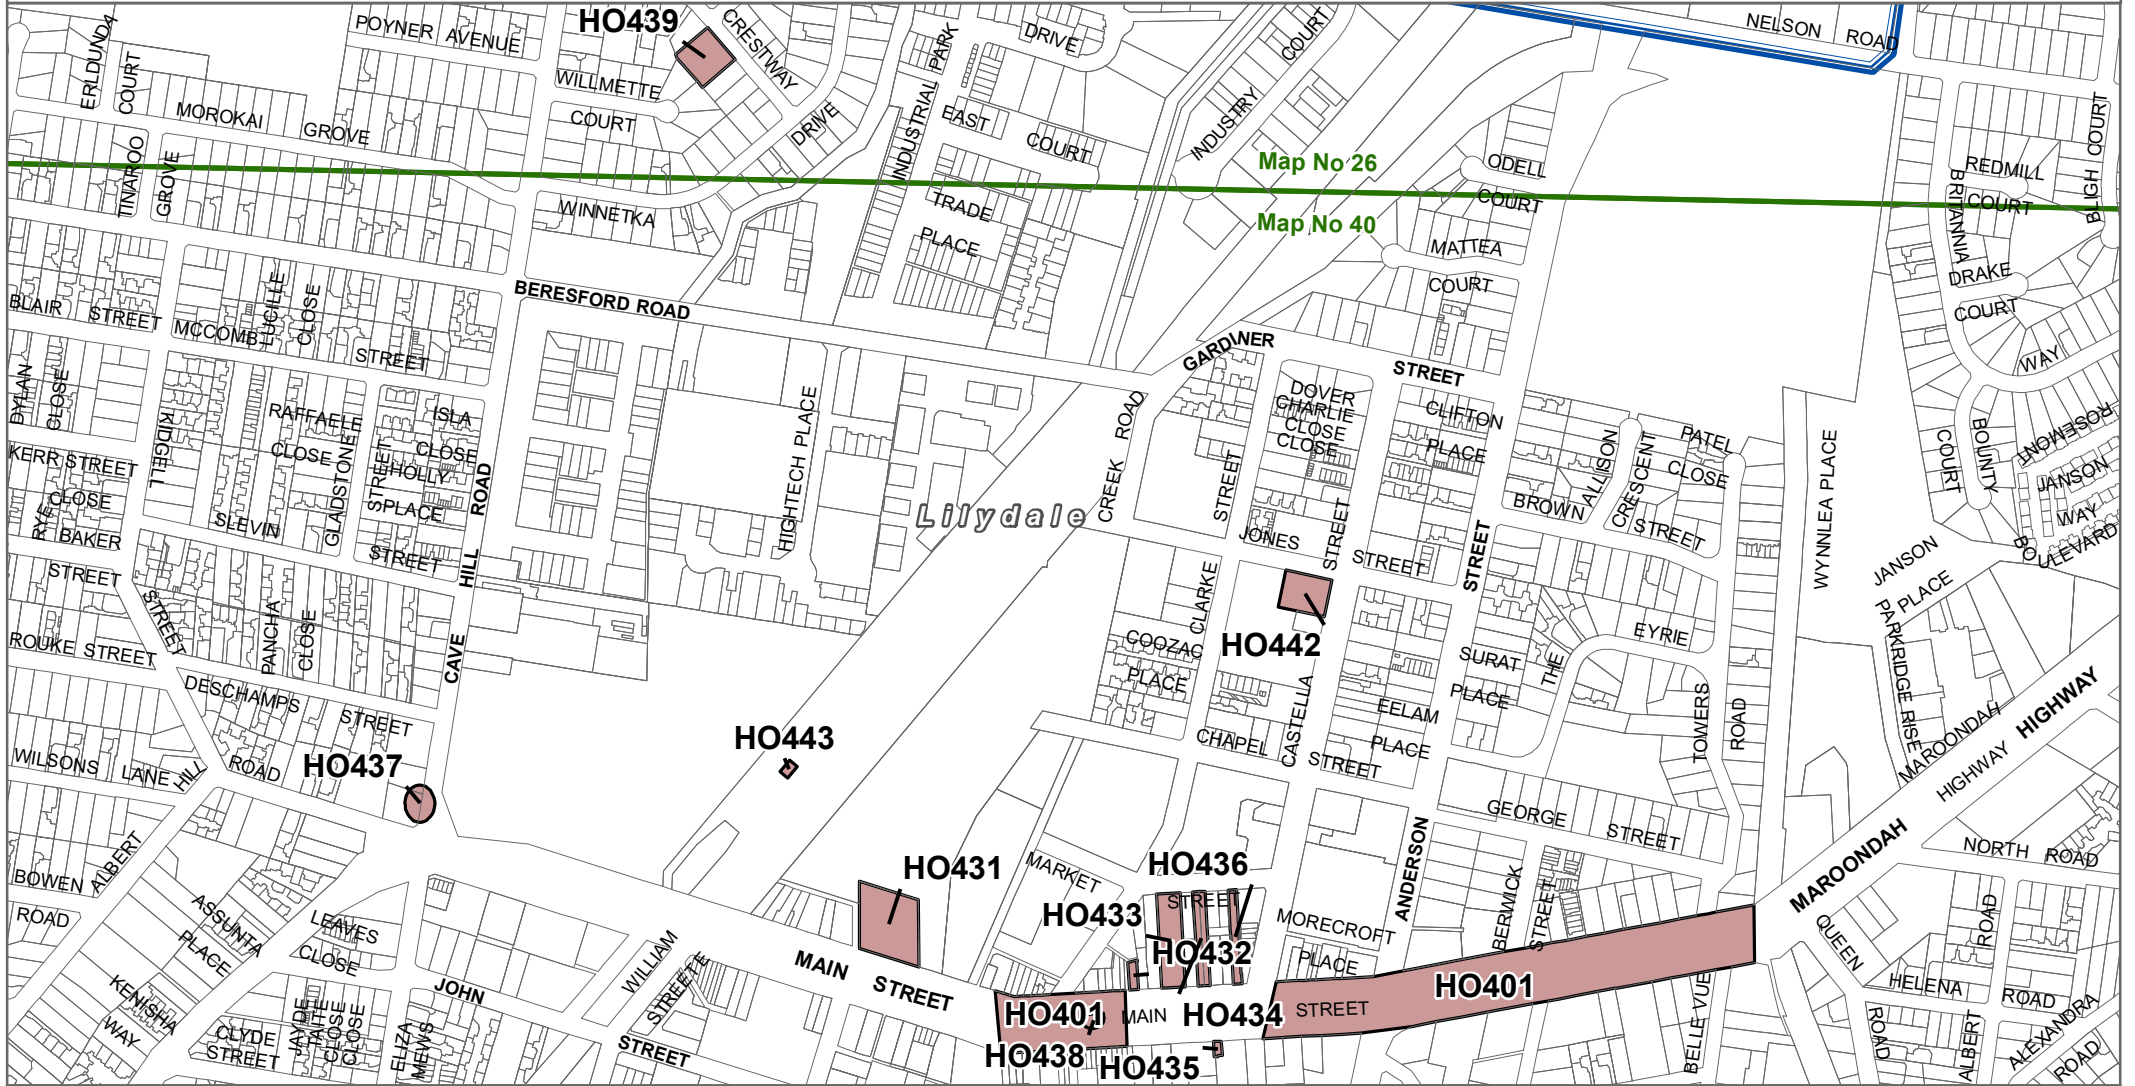 HO439
POYNER AVENUE
CRESTWAY
DRIVE
COURT
NELSON ROAD
ERLDUNDA
COURT
WILLMETTE
COURT
MOROKAI GROVE
DRIVE
INDUSTRIAL PARK
EAST
COURT
INDUSTRY
BLIGH COURT
Map No 26
ODELL
COURT
REDMILL
COURT
TINAROO
GROVE
WINNETKA
TRADE
PLACE
Map No 40
MATTEA
COURT
BRITANNIA
DRAKE
COURT
WAY
BERESFORD ROAD
BLAIR STREET
MCCOMB
STREET
LUCILLE
CLOSE
GARDINER
STREET
DYLAN
CLOSE
KIDGELL
STREET
RAFFAELE
CLOSE
GLADSTONE
STREET
ISLA
CLOSE
HOLLY
PLACE
CAVE HILL ROAD
HIGHTECH PLACE
CREEK ROAD
DOVER
CHARLIE
CLOSE
CLOSE
CLIFTON
PLACE
ALLISON
CRESCENT
PATEL
CLOSE
BROWN
STREET
WYNNLEA PLACE
COURT
BOUNTY
ROSEMONT
JANSON
WAY
BOULEVARD
JANSON
PLACE
KERR STREET
RYE
CLOSE
BAKER
STREET
SLEVIN
STREET
Lilydale
CLARKE
STREET
JONES
STREET
CASTELLA
STREET
ANDERSON
STREET
HO442
ROUKE STREET
PANCHA
CLOSE
DESCHAMPS
STREET
COOZAC
PLACE
SURAT
PLACE
THE
EYRIE
EELAM
PLACE
TOWERS
ROAD
PARKRIDGE RISE
MAROONDAH
HIGHWAY
MAROONDAH
HIGHWAY
WILSONS LANE
HILL
ROAD
HO437
HO443
CHAPEL
STREET
GEORGE
STREET
NORTH ROAD
BOWEN
ROAD
ALBERT
ASSUNTA
PLACE
LEAVES
CLOSE
KENISHA
WAY
HO431
MARKET
STREET
HO436
HO433
HO432
HO434
HO435
HO401
HO438
MAIN
STREET
MAIN
STREET
MORECROFT
PLACE
BERWICK
STREET
HO401
BELLE VUE
QUEEN
ROAD
HELENA
ROAD
ROAD
ALBERT
ALEXANDRA
ROAD
JOHN
STREET
WILLIAM
STREETE
CLYDE
STREET
JAYDE
TAITE
CLOSE
CLOSE
ELIZA
MEWS